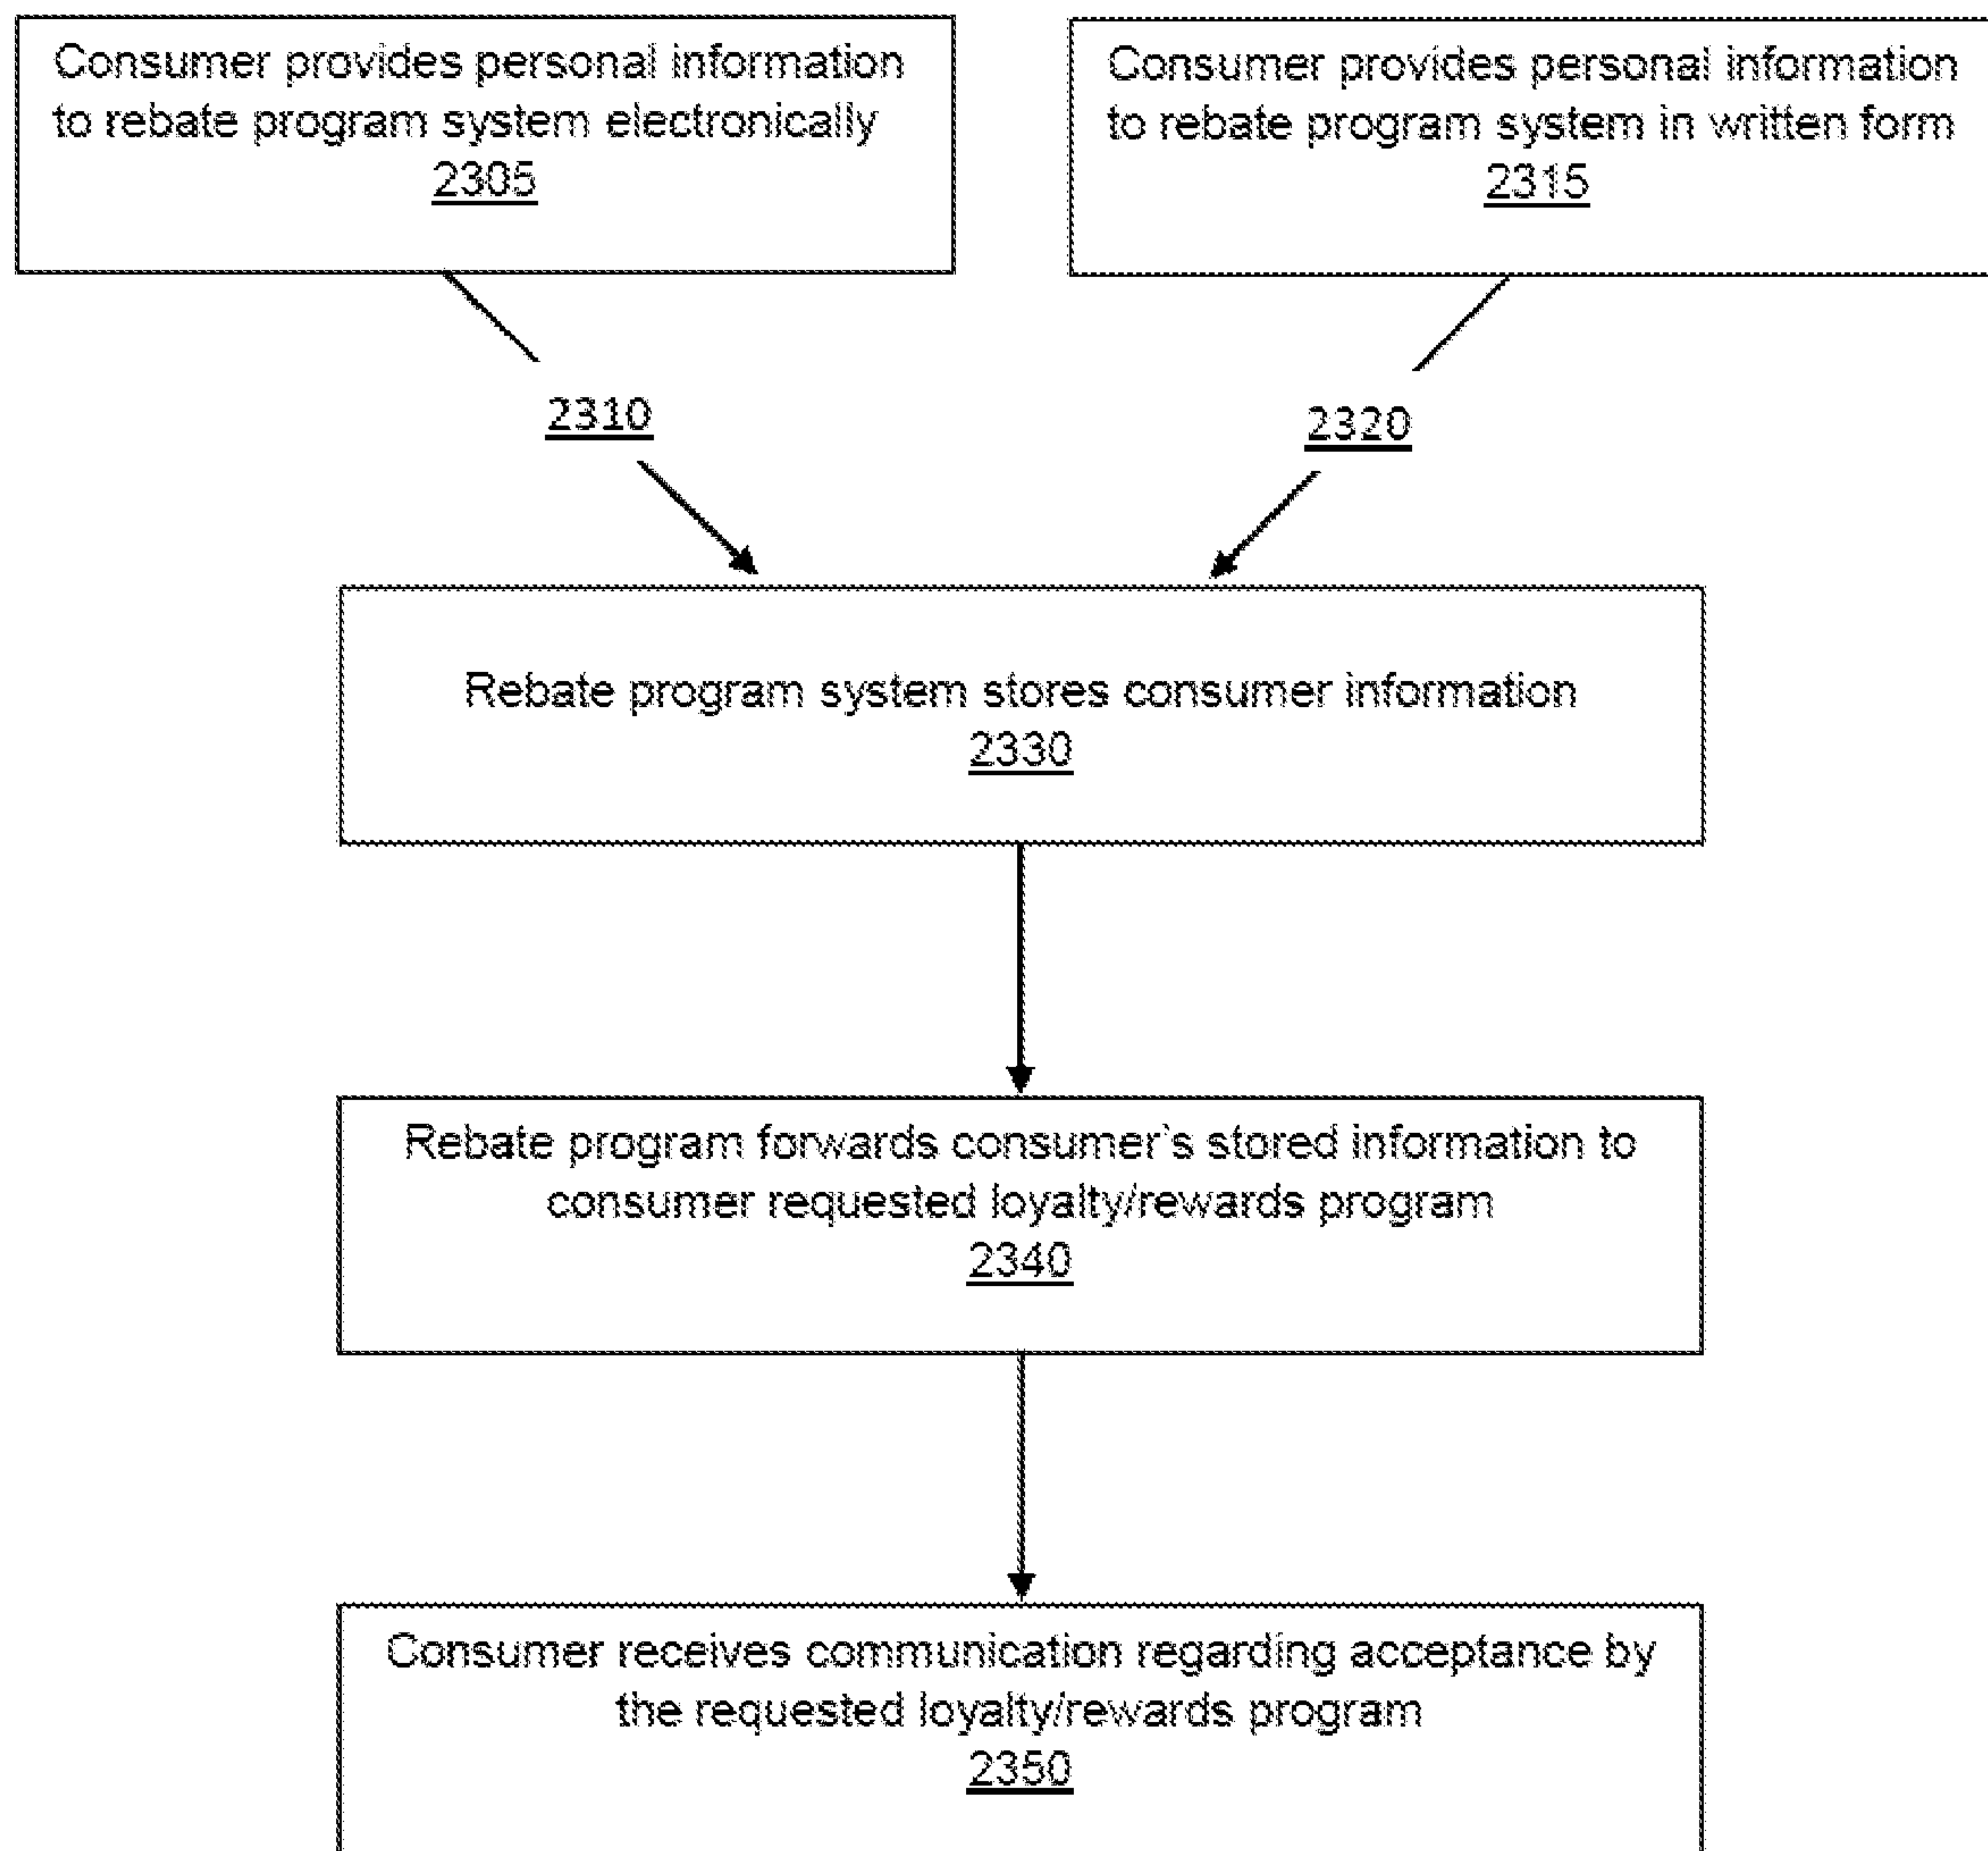 Consumer provides personal information
to rebate program system electronically
2305
Consumer provides personal information
to rebate program system in written form
2315
2310
2320
Rebate program system stores consumer information
2330
Rebate program forwards consumer's stored information to
consumer requested loyalty/rewards program
2340
Consumer receives communication regarding acceptance by
the requested loyalty/rewards program
2350